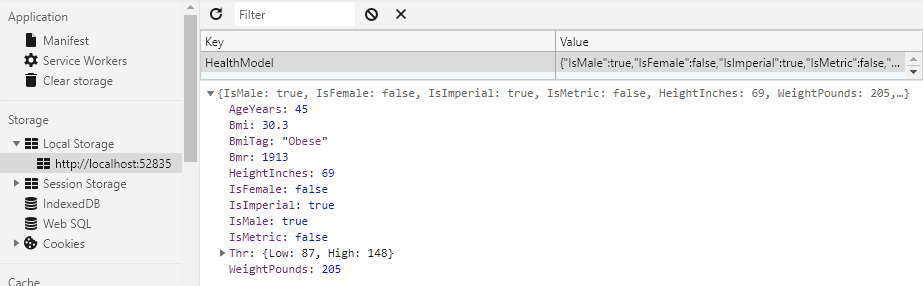 Application
Manifest
Service Workers
Clear storage
Storage
Local Storage
http://localhost:52835
Session Storage
IndexedDB
Web SQL
Cookies
Cache
Filter
Key Value
HealthModel {"IsMale":true,"IsFemale":false,"IsImperial":true,"IsMetric":false,"...
{IsMale: true, IsFemale: false, IsImperial: true, IsMetric: false, HeightInches: 69, WeightPounds: 205,…}
AgeYears: 45
Bmi: 30.3
BmiTag: "Obese"
Bmr: 1913
HeightInches: 69
IsFemale: false
IsImperial: true
IsMale: true
IsMetric: false
Thr: {Low: 87, High: 148}
WeightPounds: 205